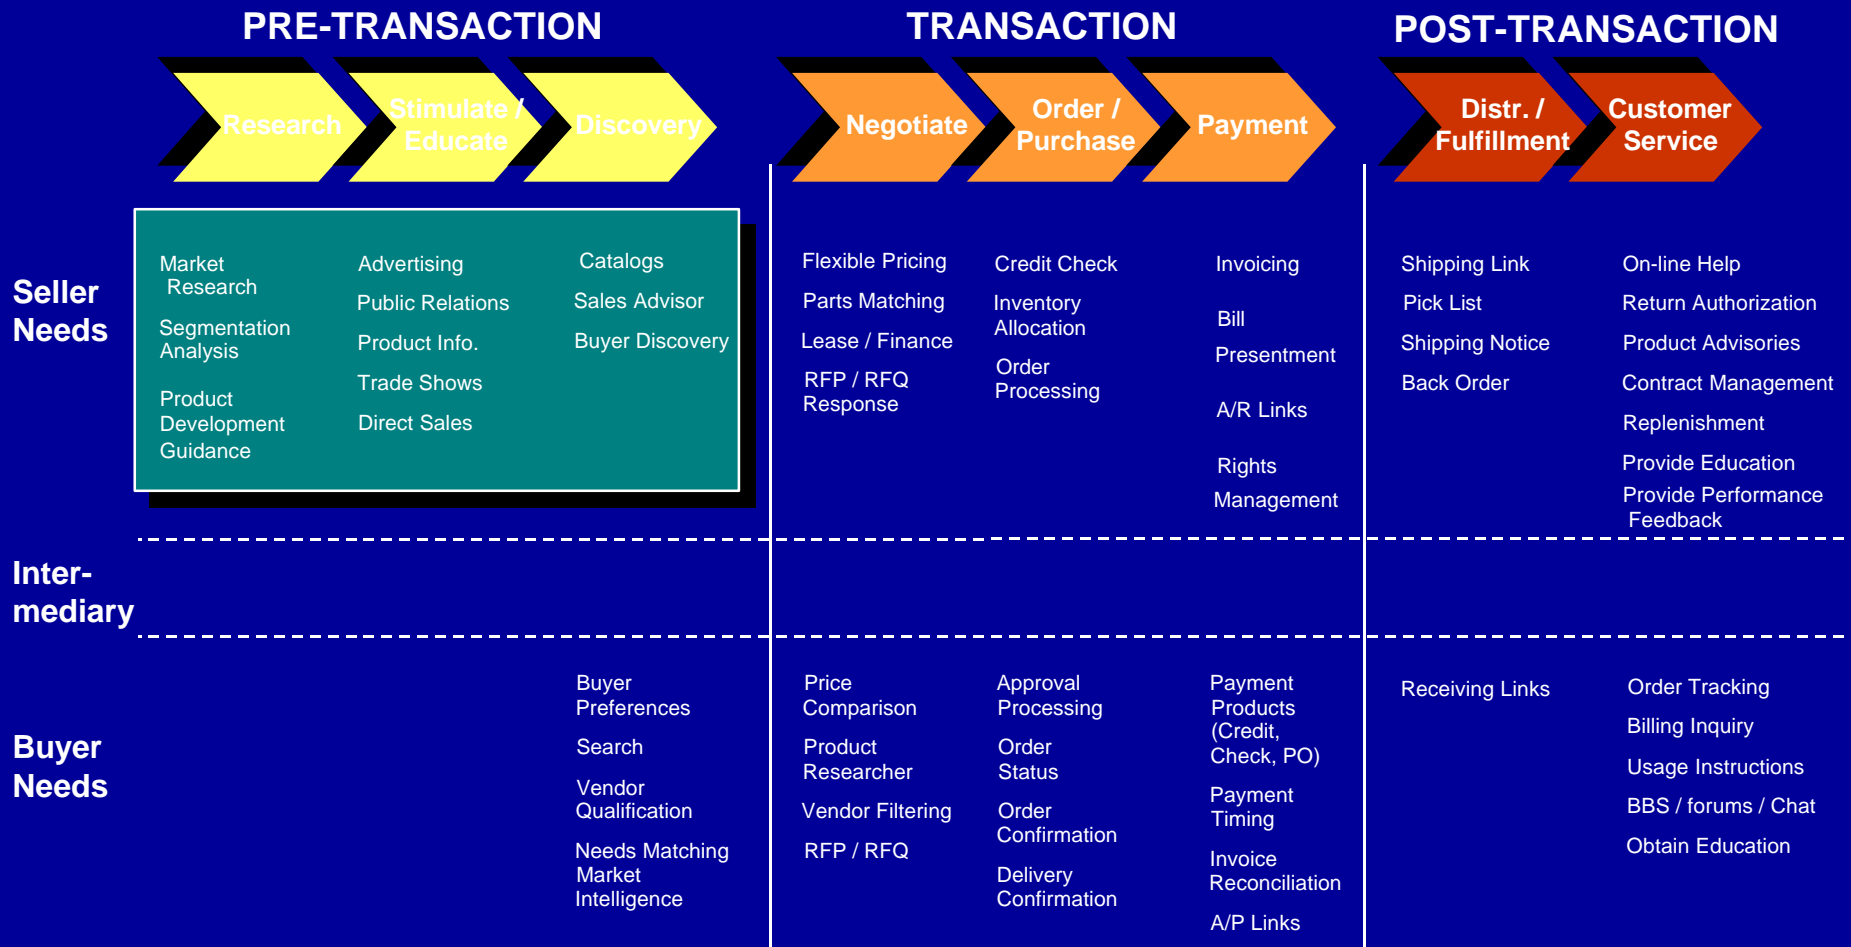 PRE-TRANSACTION
TRANSACTION
POST-TRANSACTION
Research
Stimulate /
Educate
Discovery
Negotiate
Order /
Purchase
Payment
Distr. /
Fulfillment
Customer
Service
Seller
Needs
Market
Research
Segmentation
Analysis
Product
Development
Guidance
Advertising
Public Relations
Product Info.
Trade Shows
Direct Sales
Catalogs
Sales Advisor
Buyer Discovery
Flexible Pricing
Parts Matching
Lease / Finance
RFP / RFQ
Response
Credit Check
Inventory
Allocation
Order
Processing
Invoicing
Bill
Presentment
A/R Links
Rights
Management
Shipping Link
Pick List
Shipping Notice
Back Order
On-line Help
Return Authorization
Product Advisories
Contract Management
Replenishment
Provide Education
Provide Performance
Feedback
Inter-
mediary
Buyer
Needs
Buyer
Preferences
Search
Vendor
Qualification
Needs Matching
Market
Intelligence
Price
Comparison
Product
Researcher
Vendor Filtering
RFP / RFQ
Approval
Processing
Order
Status
Order
Confirmation
Delivery
Confirmation
Payment
Products
(Credit,
Check, PO)
Payment
Timing
Invoice
Reconciliation
A/P Links
Receiving Links
Order Tracking
Billing Inquiry
Usage Instructions
BBS / forums / Chat
Obtain Education